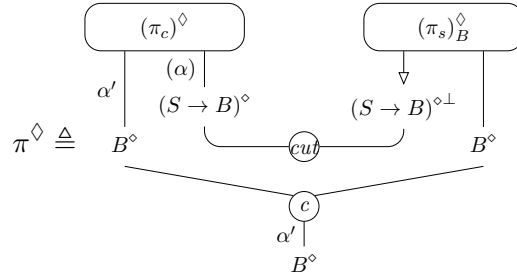 (π_c)^◊ (π_s)^◊_B
α′ (α)
(S → B)^⋄ (S → B)^{⋄⊥}
π^◊ ≜ B^⋄ cut B^⋄
c
α′
B^⋄